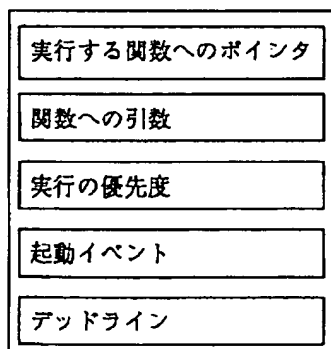 実行する関数へのポインタ
関数への引数
実行の優先度
起動イベント
デッドライン